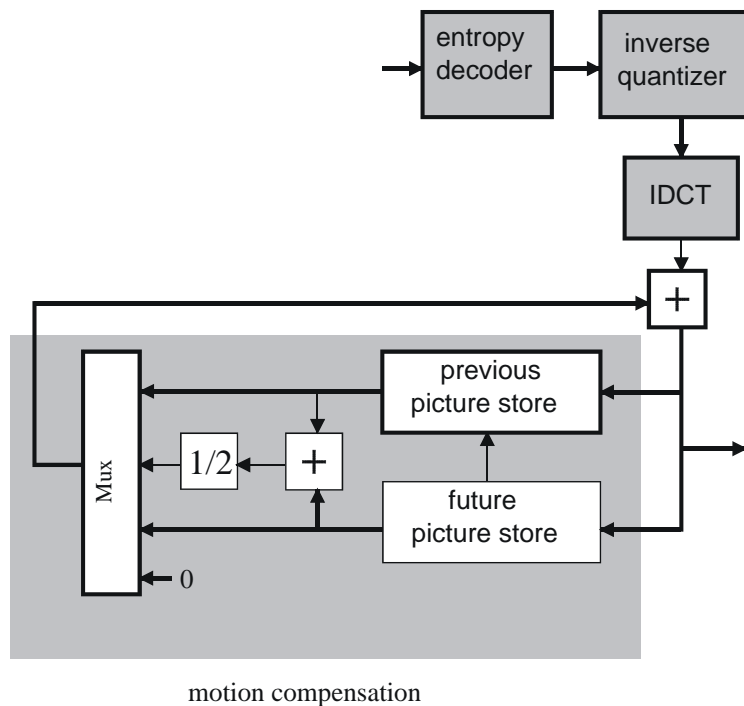 entropy
decoder
inverse
quantizer
IDCT
+
previous
picture store
Mux
1/2
+
future
picture store
0
motion compensation